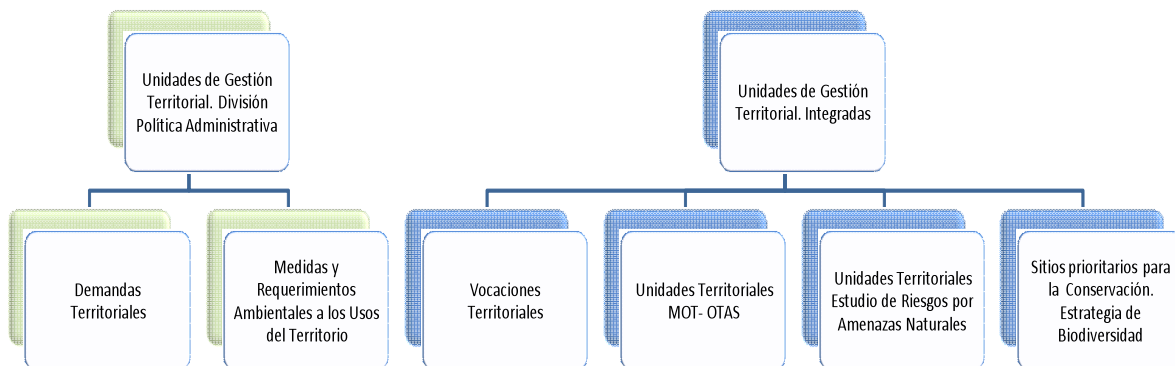 Unidades de Gestión
Territorial. División
Política Administrativa
Unidades de Gestión
Territorial. Integradas
Demandas
Territoriales
Medidas y
Requerimientos
Ambientales a los Usos
del Territorio
Vocaciones
Territoriales
Unidades Territoriales
MOT- OTAS
Unidades Territoriales
Estudio de Riesgos por
Amenazas Naturales
Sitios prioritarios para
la Conservación.
Estrategia de
Biodiversidad